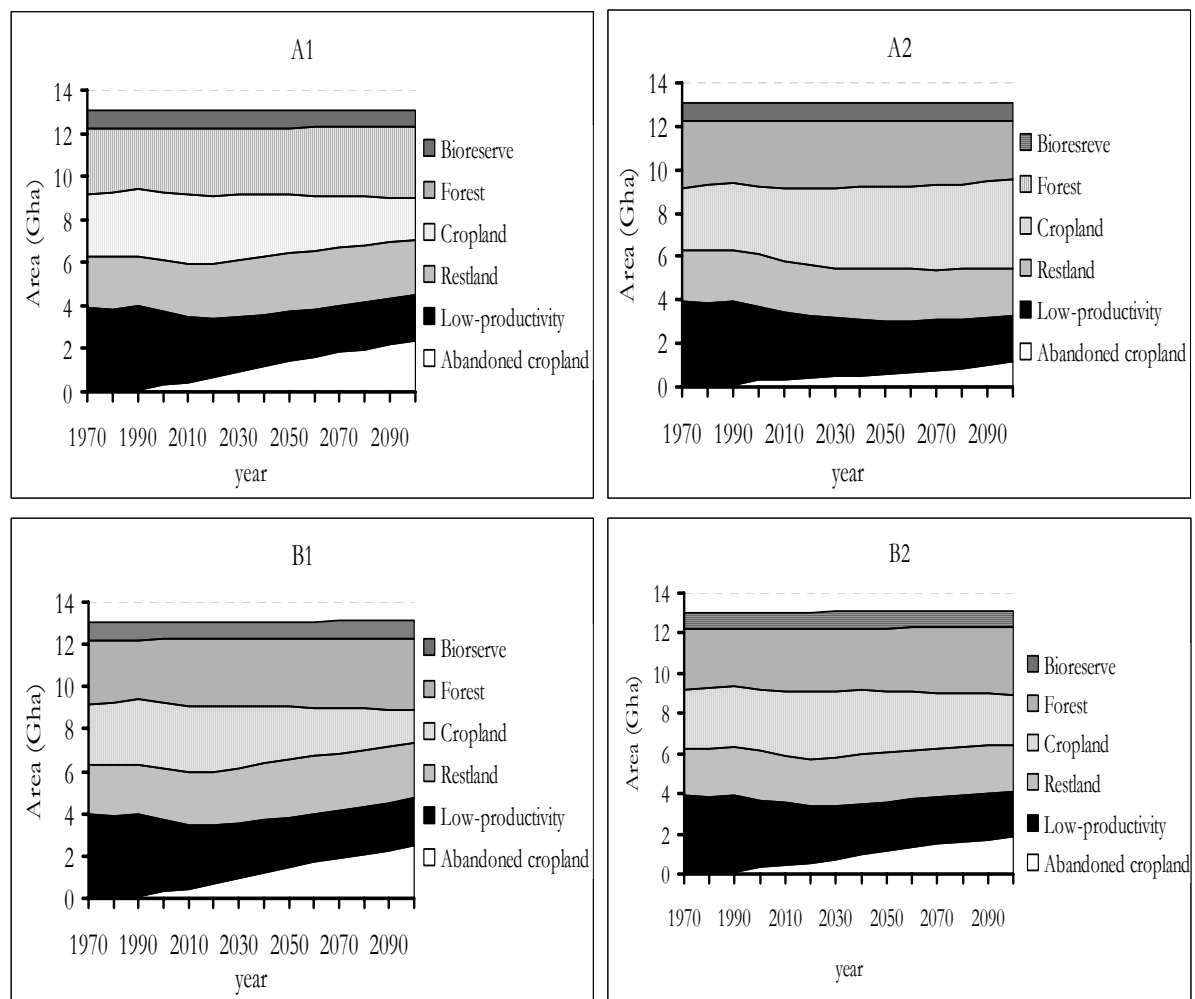 A1
14
12
10
8
6
4
2
0
Area (Gha)
1970 1990 2010 2030 2050 2070 2090
year
Bioreserve
Forest
Cropland
Restland
Low-productivity
Abandoned cropland
A2
14
12
10
8
6
4
2
0
Area (Gha)
1970 1990 2010 2030 2050 2070 2090
year
Bioresreve
Forest
Cropland
Restland
Low-productivity
Abandoned cropland
B1
14
12
10
8
6
4
2
0
Area (Gha)
1970 1990 2010 2030 2050 2070 2090
year
Biorserve
Forest
Cropland
Restland
Low-productivity
Abandoned cropland
B2
14
12
10
8
6
4
2
0
Area (Gha)
1970 1990 2010 2030 2050 2070 2090
year
Bioreserve
Forest
Cropland
Restland
Low-productivity
Abandoned cropland